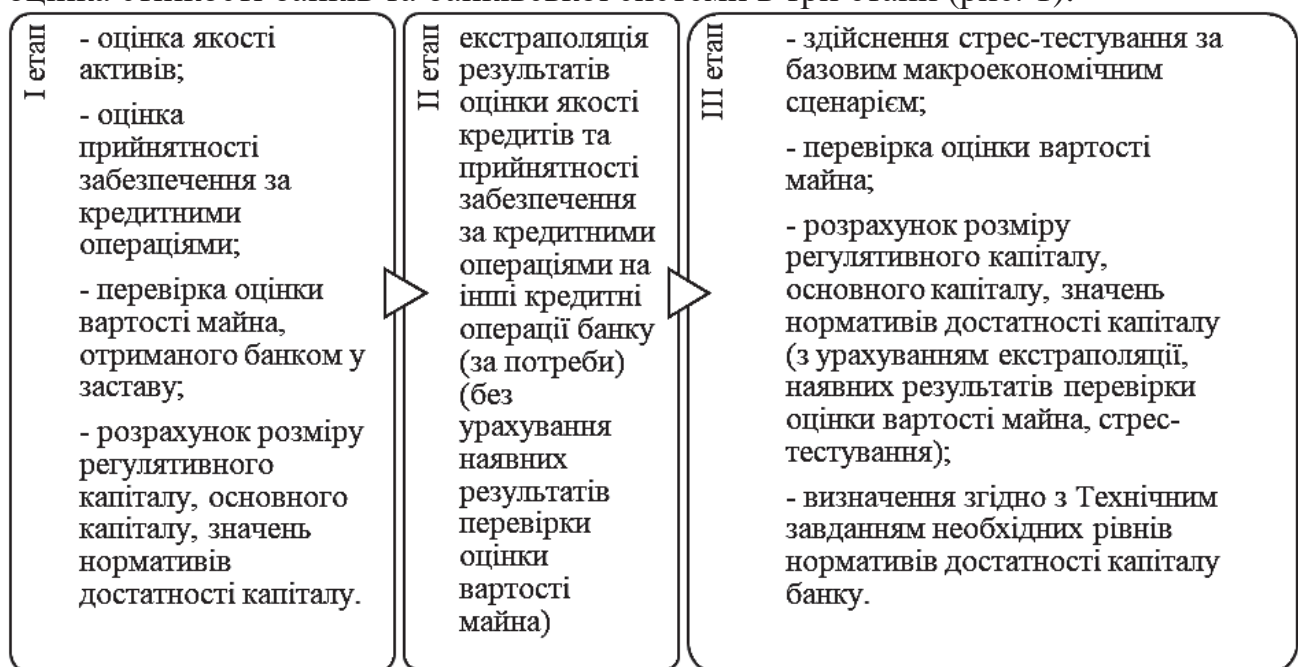 оцінка стійкості банків та банківської системи в три етапи (рис. 1).
І етап
- оцінка якості
активів;
- оцінка
прийнятності
забезпечення за
кредитними
операціями;
- перевірка оцінки
вартості майна,
отриманого банком у
заставу;
- розрахунок розміру
регулятивного
капіталу, основного
капіталу, значень
нормативів
достатності капіталу.
ІІ етап
екстраполяція
результатів
оцінки якості
кредитів та
прийнятності
забезпечення
за кредитними
операціями на
інші кредитні
операції банку
(за потреби)
(без
урахування
наявних
результатів
перевірки
оцінки
вартості
майна)
ІІІ етап
- здійснення стрес-тестування за
базовим макроекономічним
сценарієм;
- перевірка оцінки вартості
майна;
- розрахунок розміру
регулятивного капіталу,
основного капіталу, значень
нормативів достатності капіталу
(з урахуванням екстраполяції,
наявних результатів перевірки
оцінки вартості майна, стрес-
тестування);
- визначення згідно з Технічним
завданням необхідних рівнів
нормативів достатності капіталу
банку.